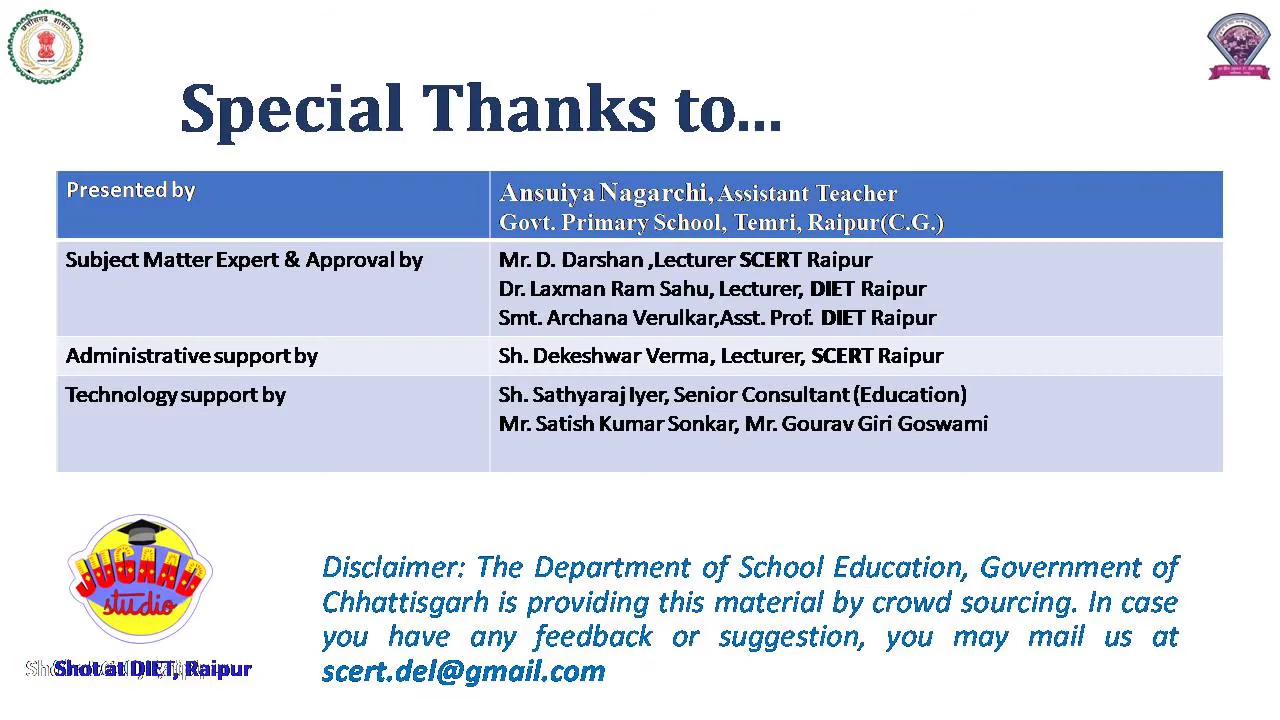 छत्तीसगढ़ शासन
Special Thanks to...
Presented by
Ansuiya Nagarchi, Assistant Teacher
Govt. Primary School, Temri, Raipur(C.G.)
Subject Matter Expert & Approval by
Mr. D. Darshan ,Lecturer SCERT Raipur
Dr. Laxman Ram Sahu, Lecturer, DIET Raipur
Smt. Archana Verulkar,Asst. Prof. DIET Raipur
Administrative support by
Sh. Dekeshwar Verma, Lecturer, SCERT Raipur
Technology support by
Sh. Sathyaraj Iyer, Senior Consultant (Education)
Mr. Satish Kumar Sonkar, Mr. Gourav Giri Goswami
JUGAAD
studio
Shot at DIET, Raipur
Disclaimer: The Department of School Education, Government of
Chhattisgarh is providing this material by crowd sourcing. In case
you have any feedback or suggestion, you may mail us at
scert.del@gmail.com